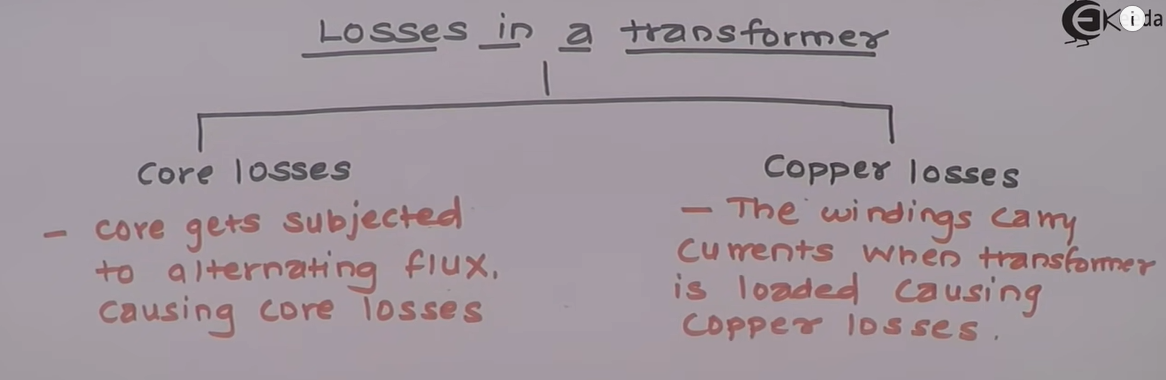 Losses in a transformer
Core losses
- core gets subjected
to alternating flux.
causing core losses
Copper losses
- The windings carry
currents when transformer
is loaded causing
copper losses.